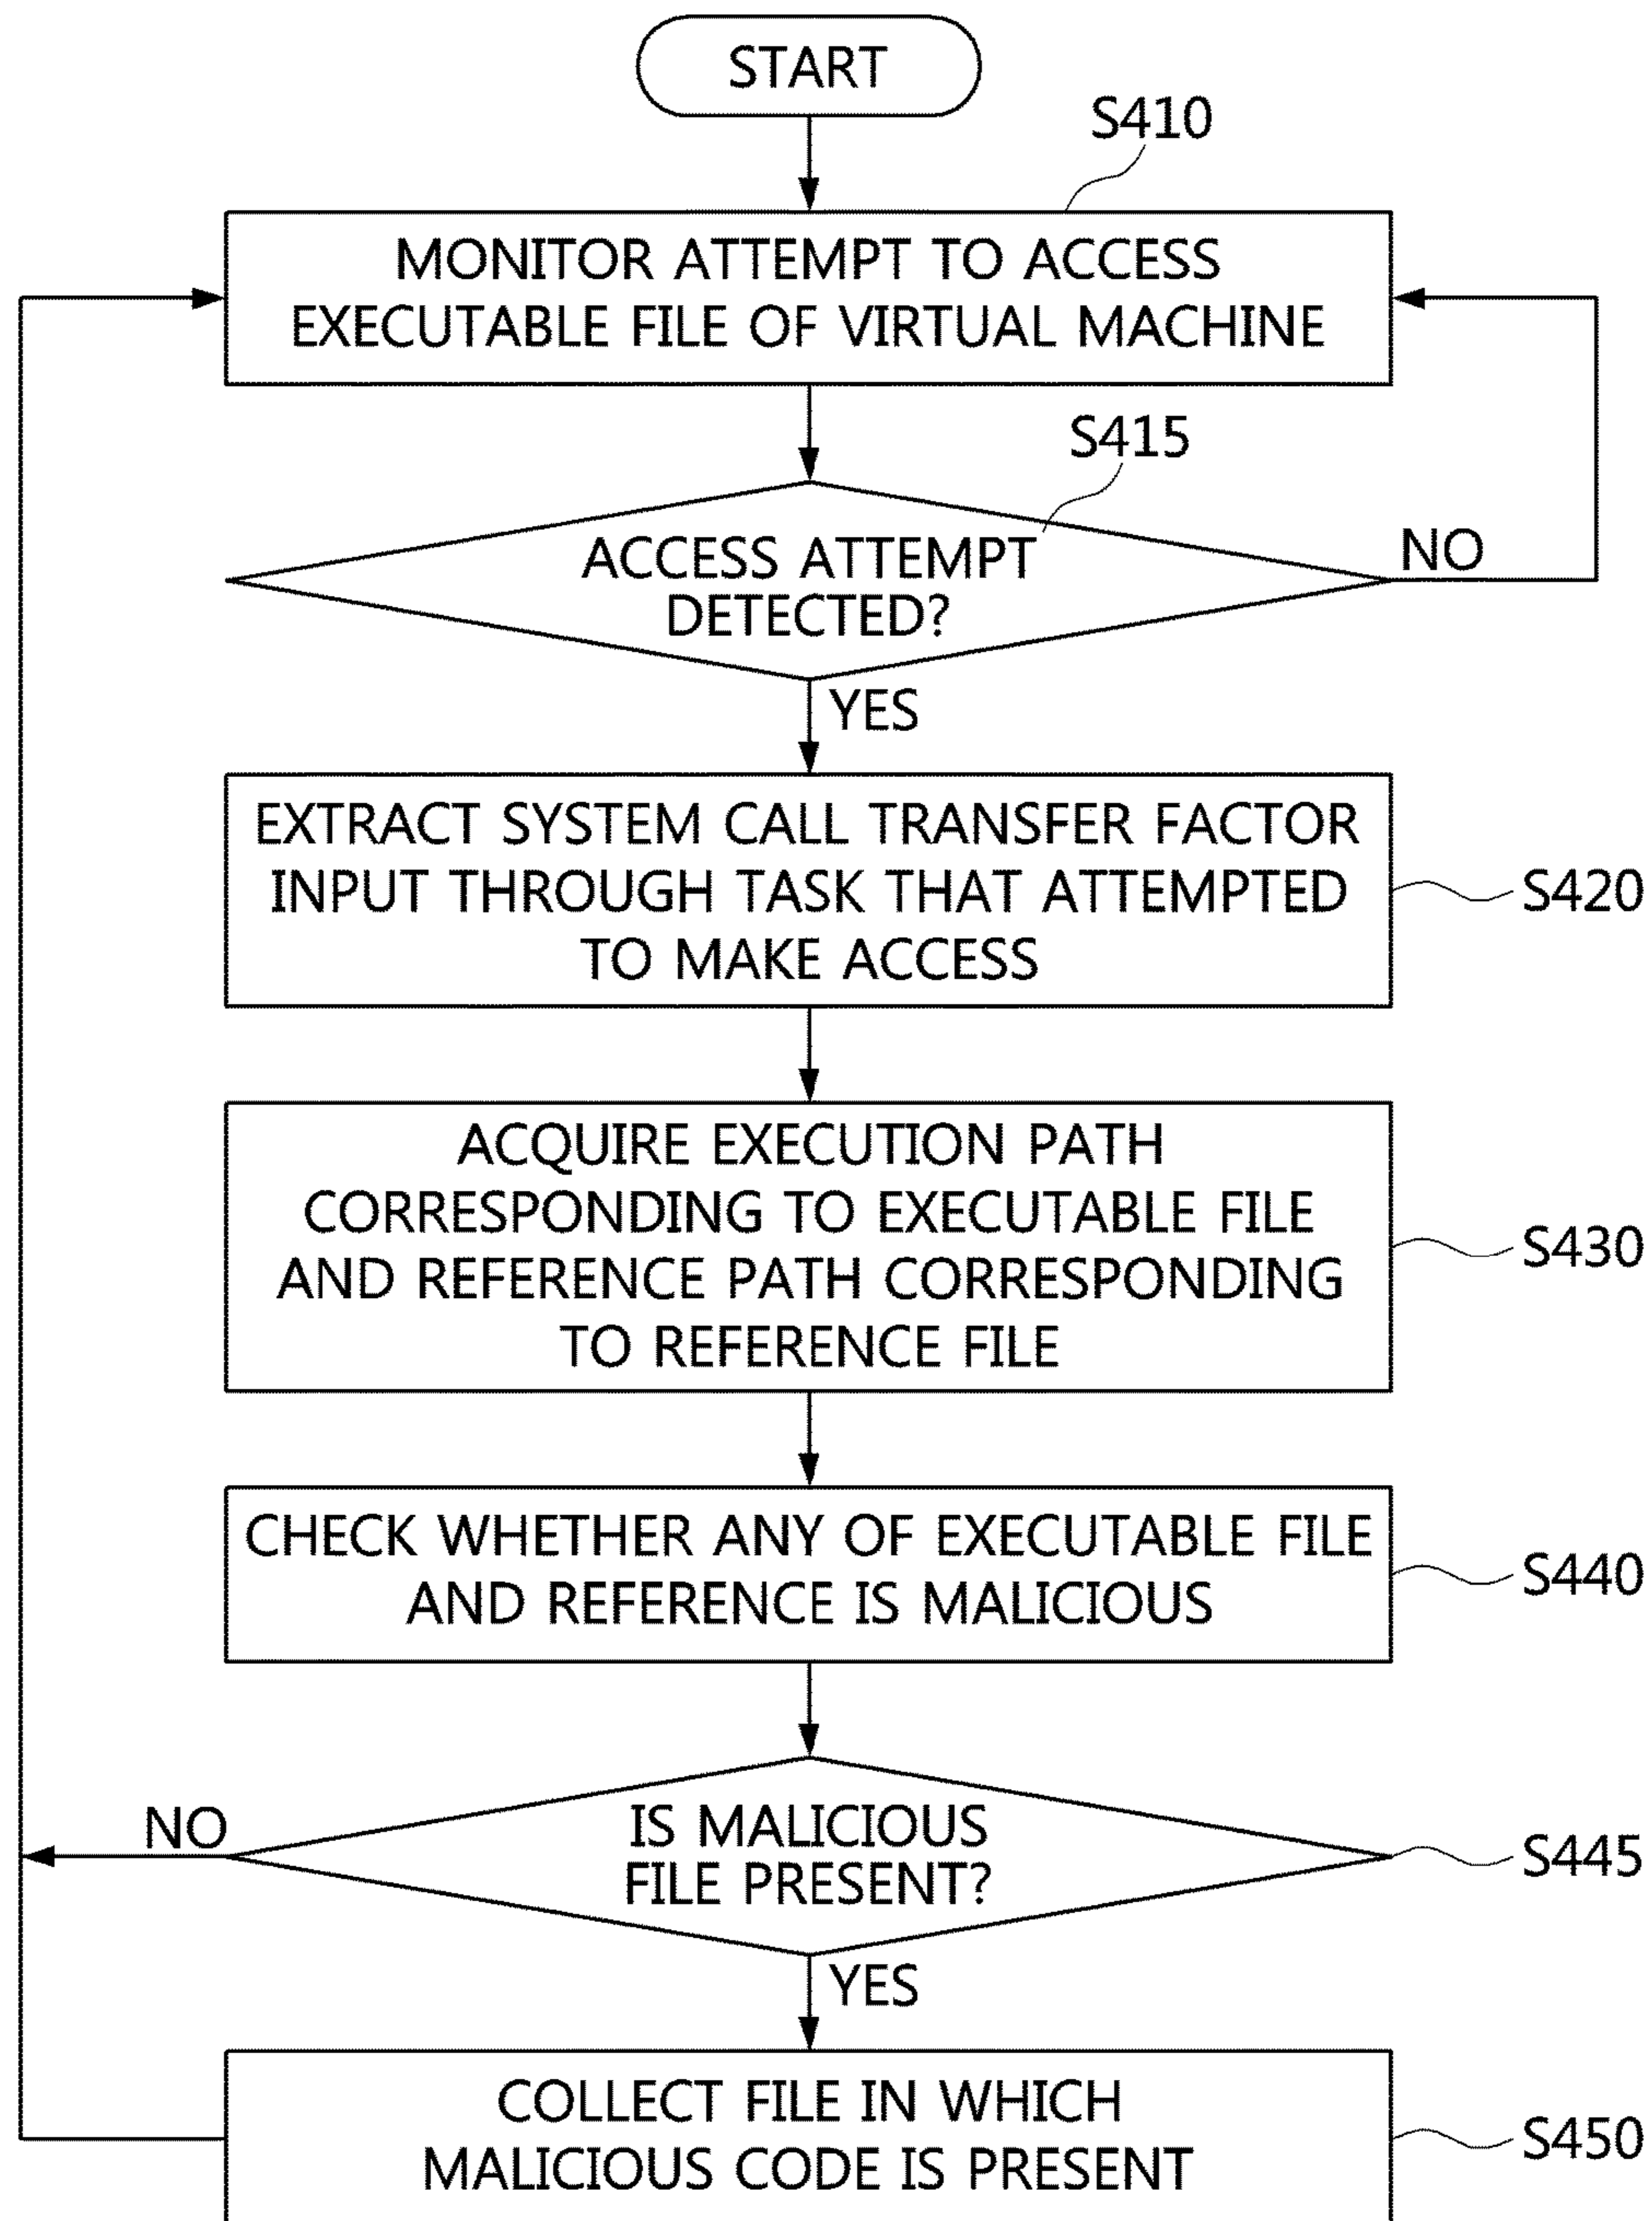 START
S410
MONITOR ATTEMPT TO ACCESS
EXECUTABLE FILE OF VIRTUAL MACHINE
S415
ACCESS ATTEMPT
DETECTED?
NO
YES
EXTRACT SYSTEM CALL TRANSFER FACTOR
INPUT THROUGH TASK THAT ATTEMPTED
TO MAKE ACCESS
S420
ACQUIRE EXECUTION PATH
CORRESPONDING TO EXECUTABLE FILE
AND REFERENCE PATH CORRESPONDING
TO REFERENCE FILE
S430
CHECK WHETHER ANY OF EXECUTABLE FILE
AND REFERENCE IS MALICIOUS
S440
NO
IS MALICIOUS
FILE PRESENT?
S445
YES
COLLECT FILE IN WHICH
MALICIOUS CODE IS PRESENT
S450